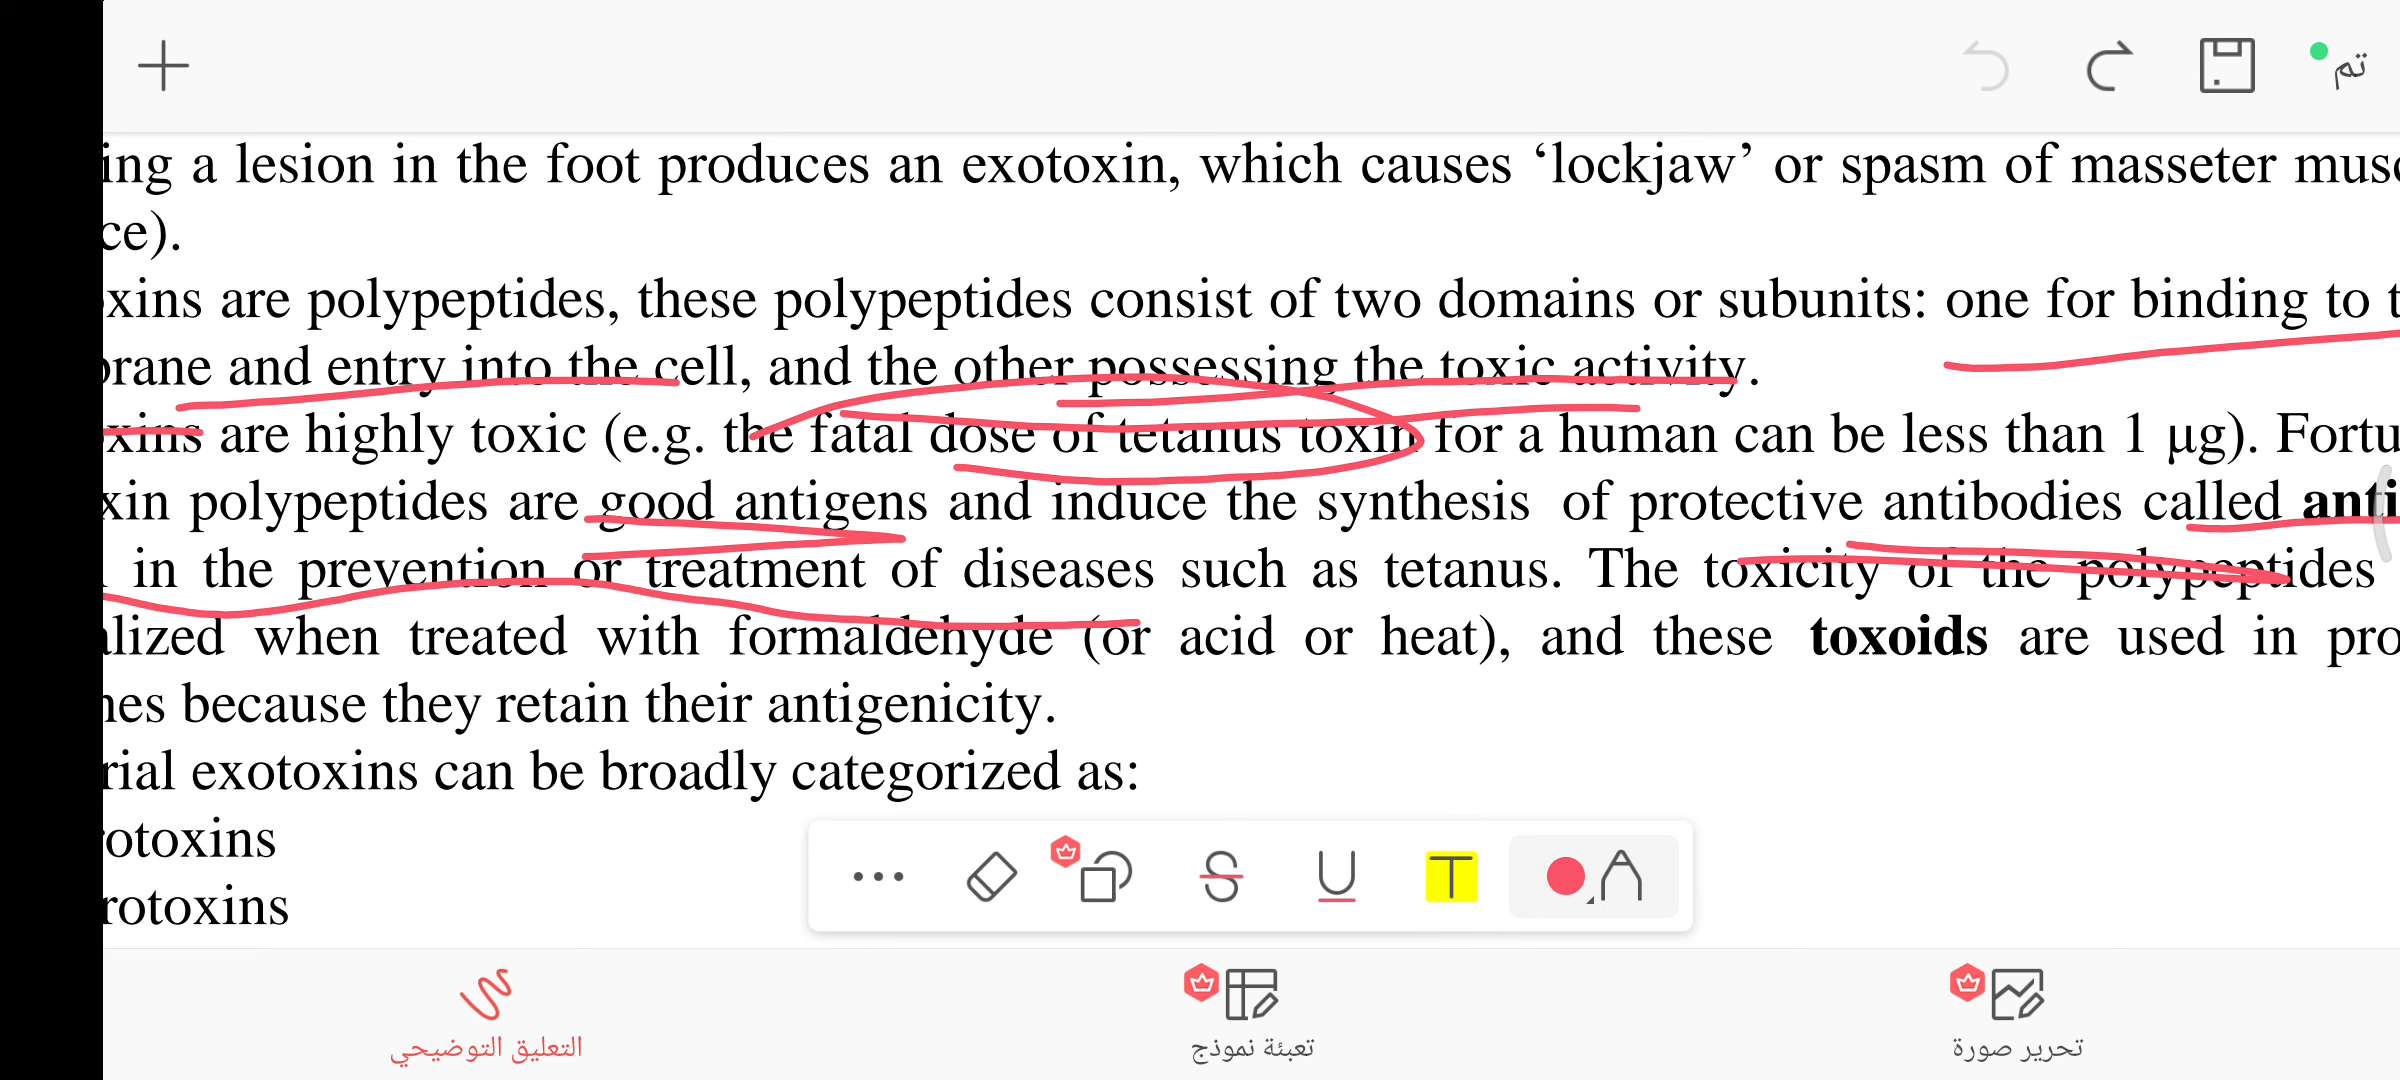 تم
ing a lesion in the foot produces an exotoxin, which causes ‘lockjaw’ or spasm of masseter
ce).
xins are polypeptides, these polypeptides consist of two domains or subunits: one for binding to
brane and entry into the cell, and the other possessing the toxic activity.
xins are highly toxic (e.g. the fatal dose of tetanus toxin for a human can be less than 1 μg). Fortu
xin polypeptides are good antigens and induce the synthesis of protective antibodies called anti
in the prevention or treatment of diseases such as tetanus. The toxicity of the polypeptides
alized when treated with formaldehyde (or acid or heat), and these toxoids are used in pro
nes because they retain their antigenicity.
rial exotoxins can be broadly categorized as:
rotoxins
rotoxins
التعليق التوضيحي
تعبئة نموذج
تحرير صورة